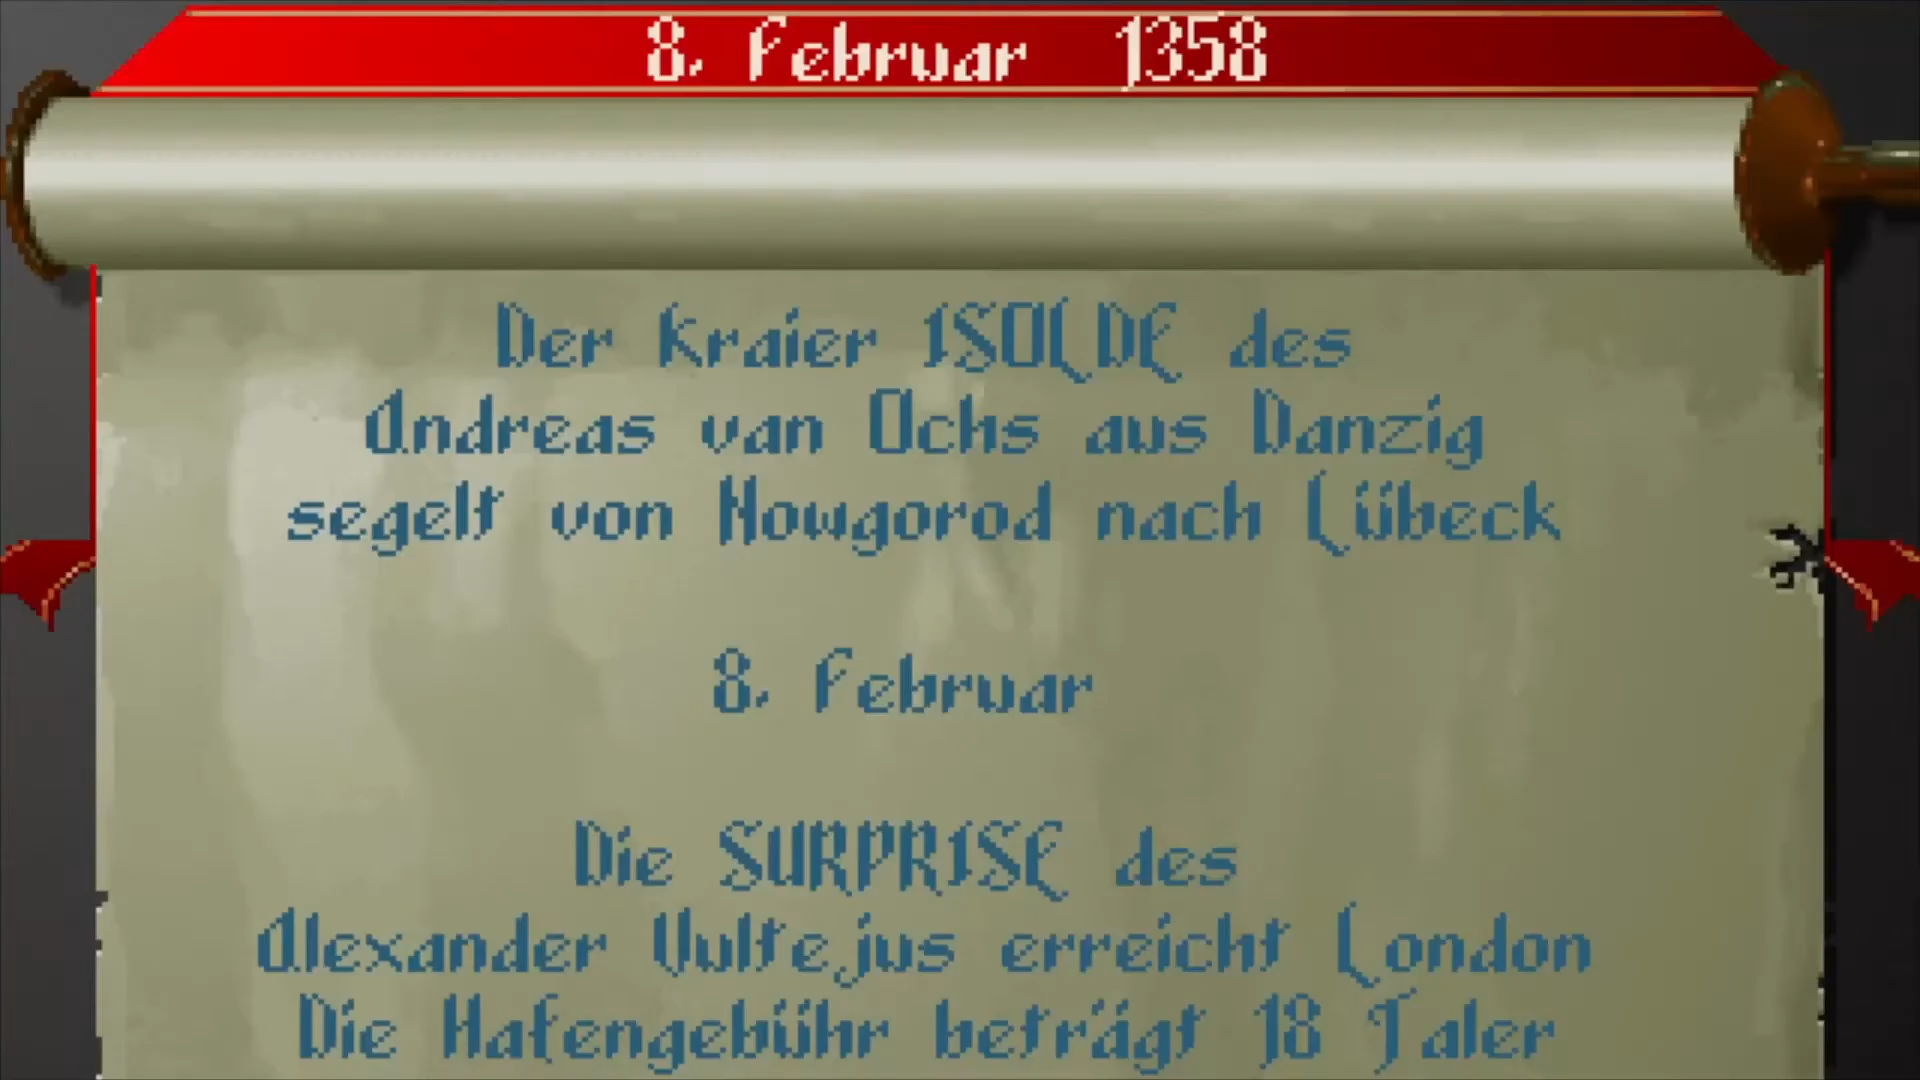 8. Februar 1358
Der Kraier ISOLDE des
Andreas van Ochs aus Danzig
segelt von Nowgorod nach Lübeck
8. Februar
Die SURPRISE des
Alexander Vultejus erreicht London
Die Hafengebühr beträgt 18 Taler